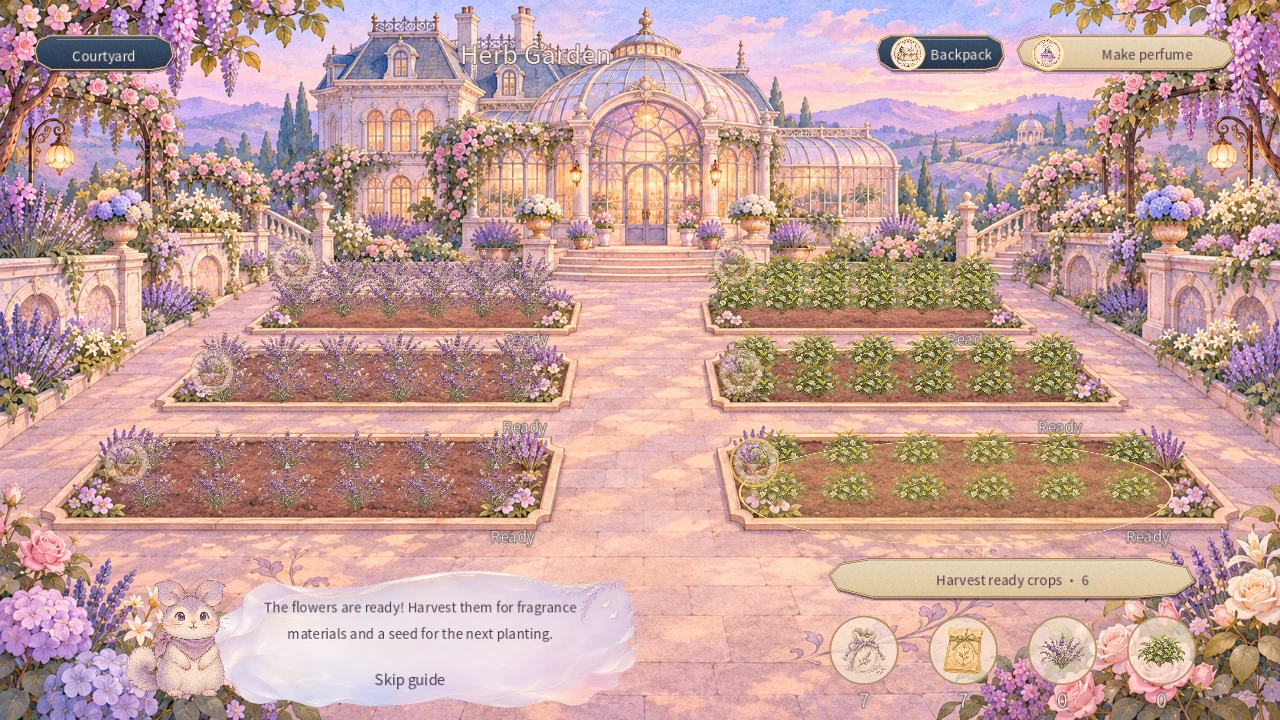 Courtyard
Herb Garden
Backpack
Make perfume
Ready
Ready
Ready
Ready
Ready
Ready
The flowers are ready! Harvest them for fragrance
materials and a seed for the next planting.
Skip guide
Harvest ready crops • 6
7
7
0
0